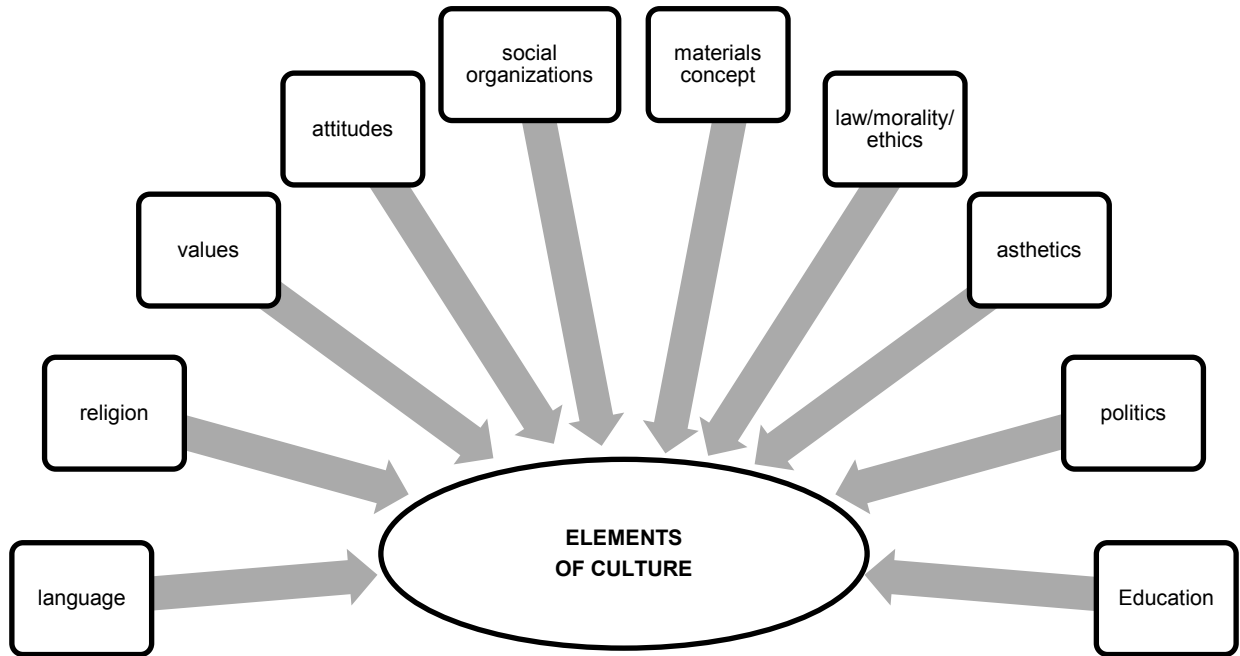 social
organizations
materials
concept
attitudes
law/morality/
ethics
values
asthetics
religion
politics
ELEMENTS
OF CULTURE
language
Education